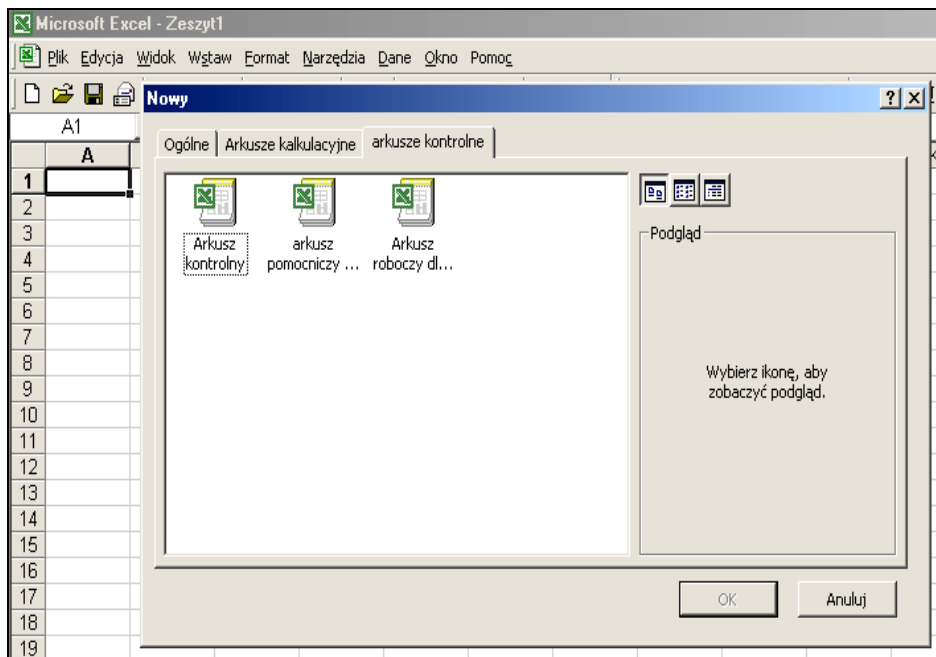 Microsoft Excel - Zeszyt1
Plik Edycja Widok Wstaw Format Narzędzia Dane Okno Pomoc
Nowy
A1
Ogólne Arkusze kalkulacyjne arkusze kontrolne
A
1
2
3
4
5
6
7
8
9
10
11
12
13
14
15
16
17
18
19
Arkusz
kontrolny
arkusz
pomocniczy ...
Arkusz
roboczy dl...
Podgląd
Wybierz ikonę, aby
zobaczyć podgląd.
OK Anuluj